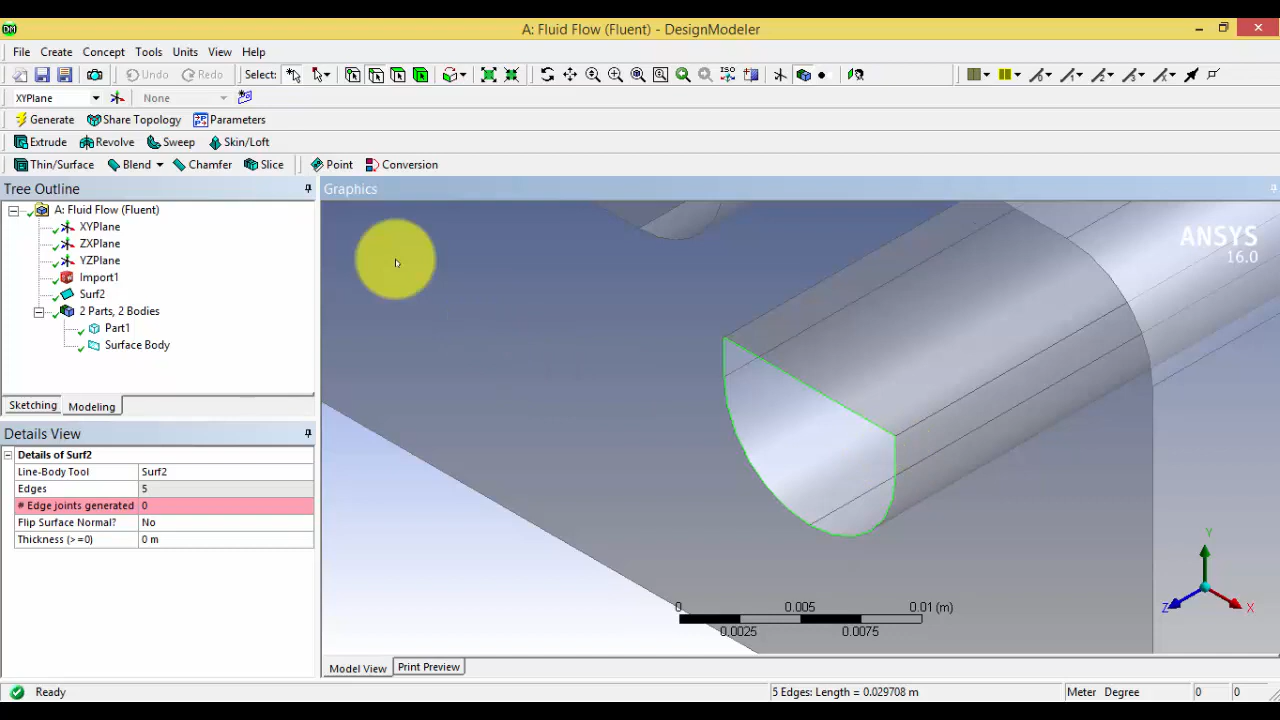 A: Fluid Flow (Fluent) - DesignModeler
File Create Concept Tools Units View Help
Undo Redo Select:
XYPlane None
Generate Share Topology Parameters
Extrude Revolve Sweep Skin/Loft
Thin/Surface Blend Chamfer Slice Point Conversion
Tree Outline
A: Fluid Flow (Fluent)
XYPlane
ZXPlane
YZPlane
Import1
Surf2
2 Parts, 2 Bodies
Part1
Surface Body
Sketching Modeling
Details View
Details of Surf2
Line-Body Tool Surf2
Edges 5
# Edge joints generated 0
Flip Surface Normal? No
Thickness (>=0) 0 m
Graphics
ANSYS
16.0
Y
Z X
0 0.005 0.01 (m)
0.0025 0.0075
Model View Print Preview
Ready 5 Edges: Length = 0.029708 m Meter Degree 0 0